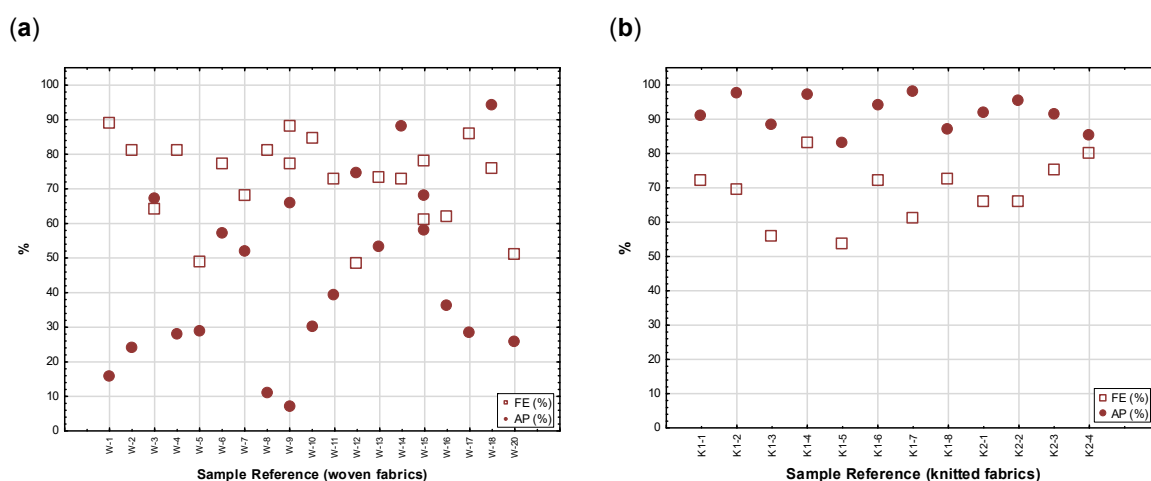 (a)
(b)
100
90
80
70
60
50
40
30
20
10
0
%
W-1
W-2
W-3
W-4
W-5
W-6
W-7
W-8
W-9
W-10
W-11
W-12
W-13
W-14
W-15
W-16
W-17
W-18
W-20
FE (%)
AP (%)
Sample Reference (woven fabrics)
100
90
80
70
60
50
40
30
20
10
0
%
K1-1
K1-2
K1-3
K1-4
K1-5
K1-6
K1-7
K1-8
K2-1
K2-2
K2-3
K2-4
FE (%)
AP (%)
Sample Reference (knitted fabrics)